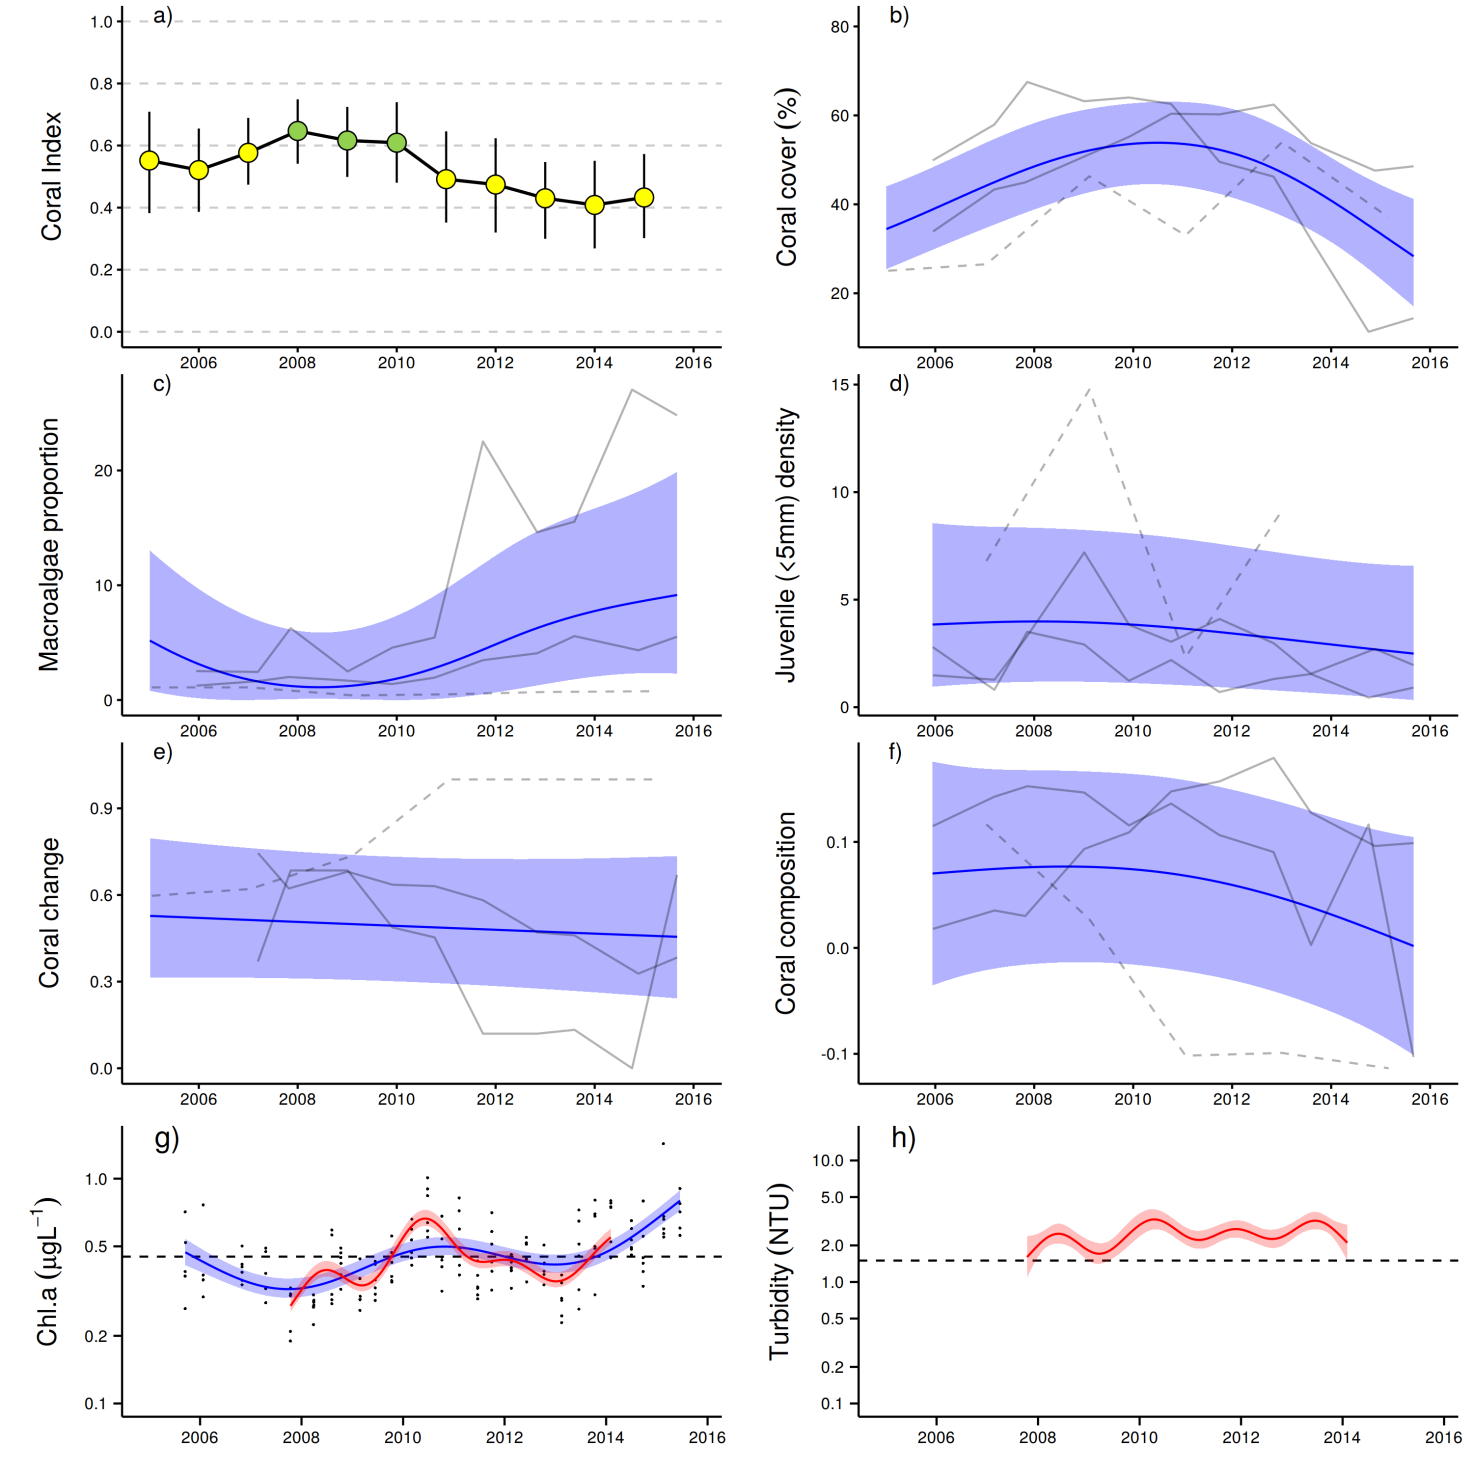 a)
Coral Index
1.0
0.8
0.6
0.4
0.2
0.0
2006 2008 2010 2012 2014 2016
b)
Coral cover (%)
80
60
40
20
2006 2008 2010 2012 2014 2016
c)
Macroalgae proportion
20
10
0
2006 2008 2010 2012 2014 2016
d)
Juvenile (<5mm) density
15
10
5
0
2006 2008 2010 2012 2014 2016
e)
Coral change
0.9
0.6
0.3
0.0
2006 2008 2010 2012 2014 2016
f)
Coral composition
0.1
0.0
-0.1
2006 2008 2010 2012 2014 2016
g)
Chl.a (μgL⁻¹)
1.0
0.5
0.2
0.1
2006 2008 2010 2012 2014 2016
h)
Turbidity (NTU)
10.0
5.0
2.0
1.0
0.5
0.2
0.1
2006 2008 2010 2012 2014 2016